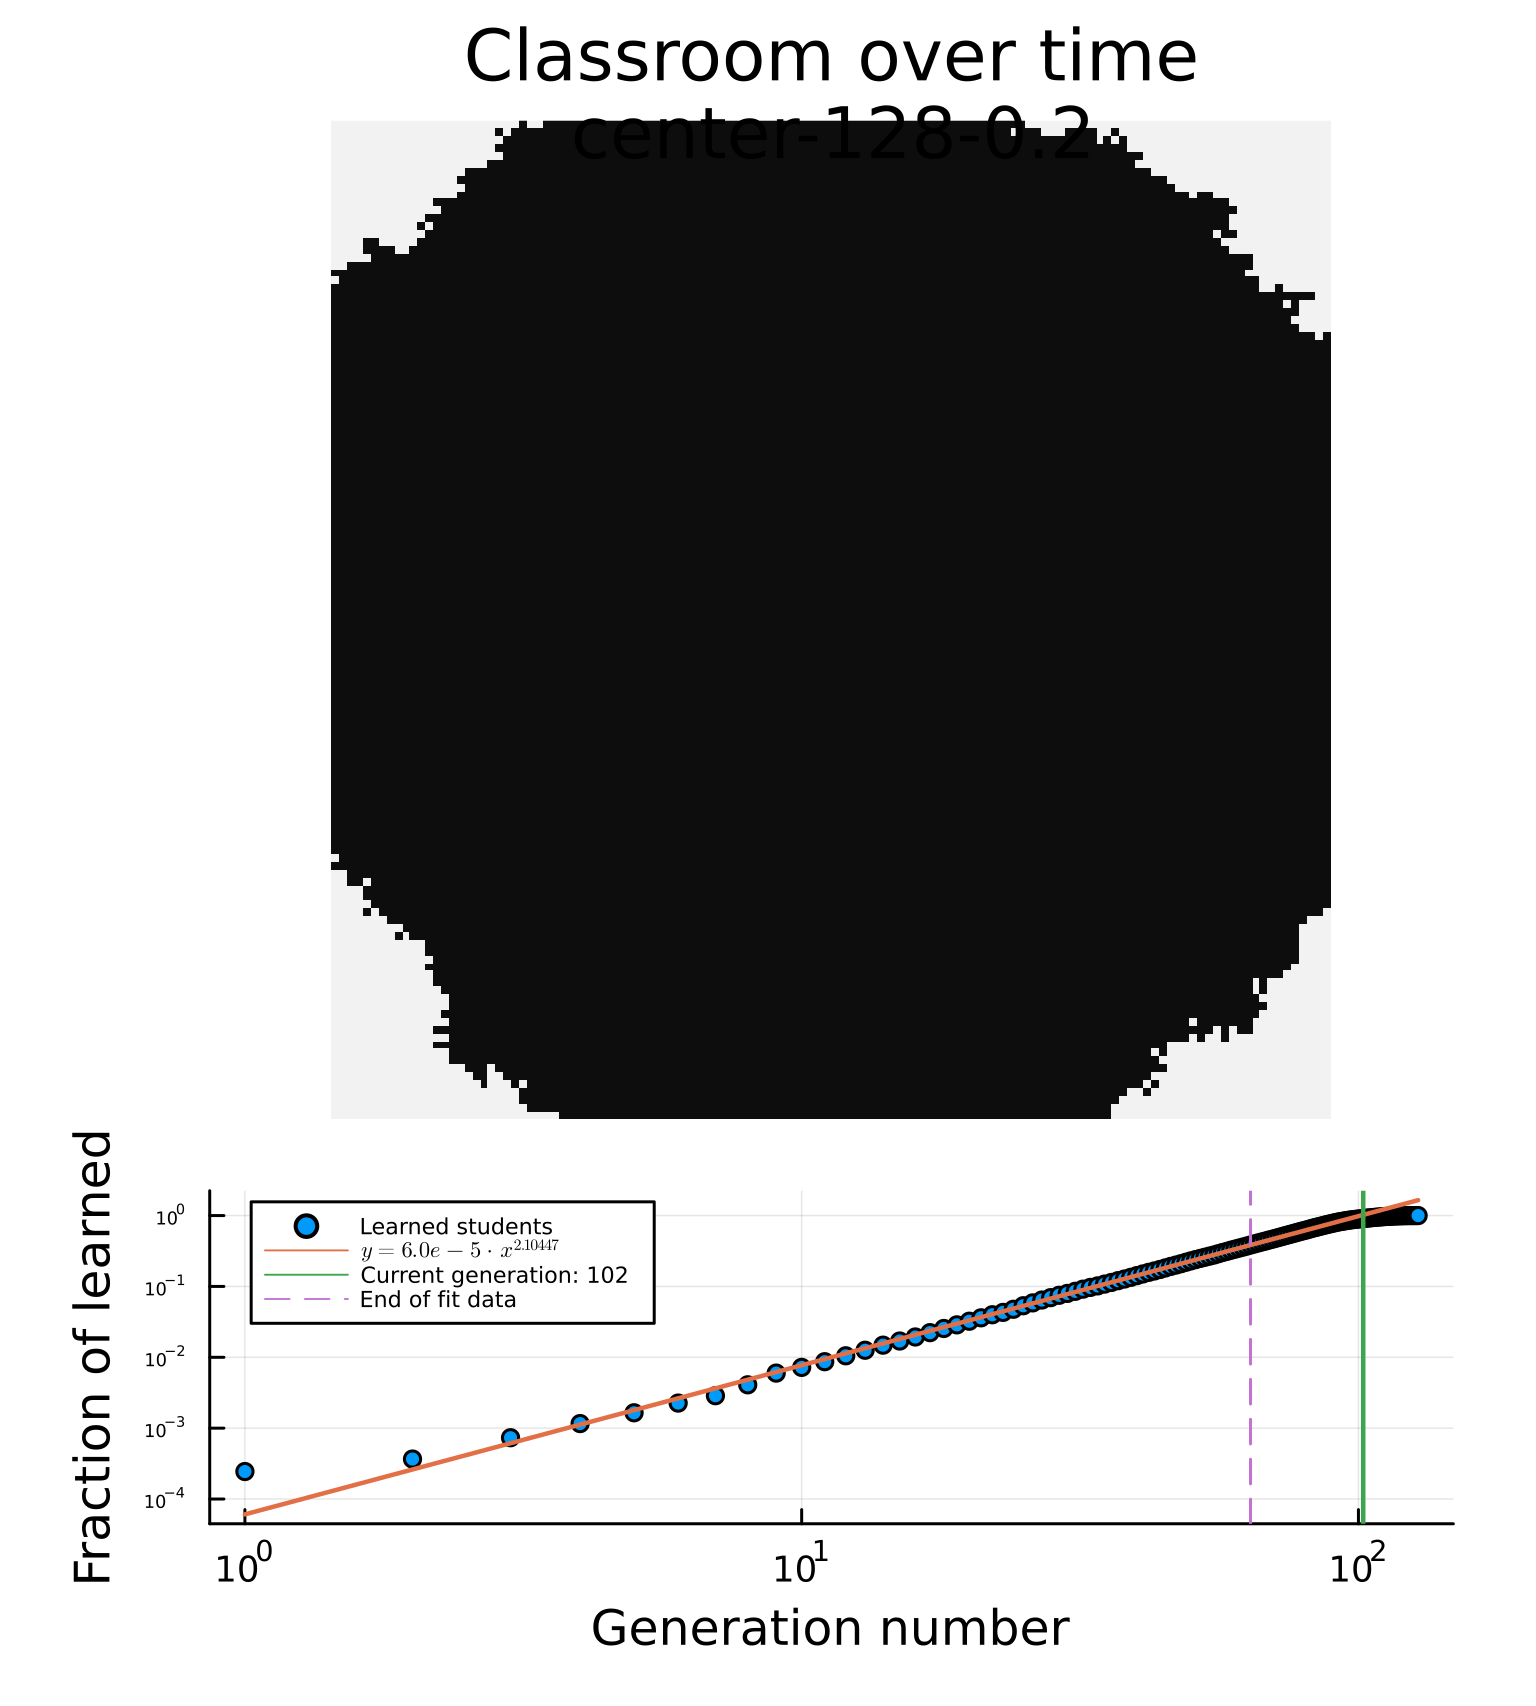 Classroom over time
center-128-0.2
Fraction of learned
10⁰
10⁻¹
10⁻²
10⁻³
10⁻⁴
Learned students
y = 6.0e − 5 · x^2.10447
Current generation: 102
End of fit data
10⁰ 10¹ 10²
Generation number